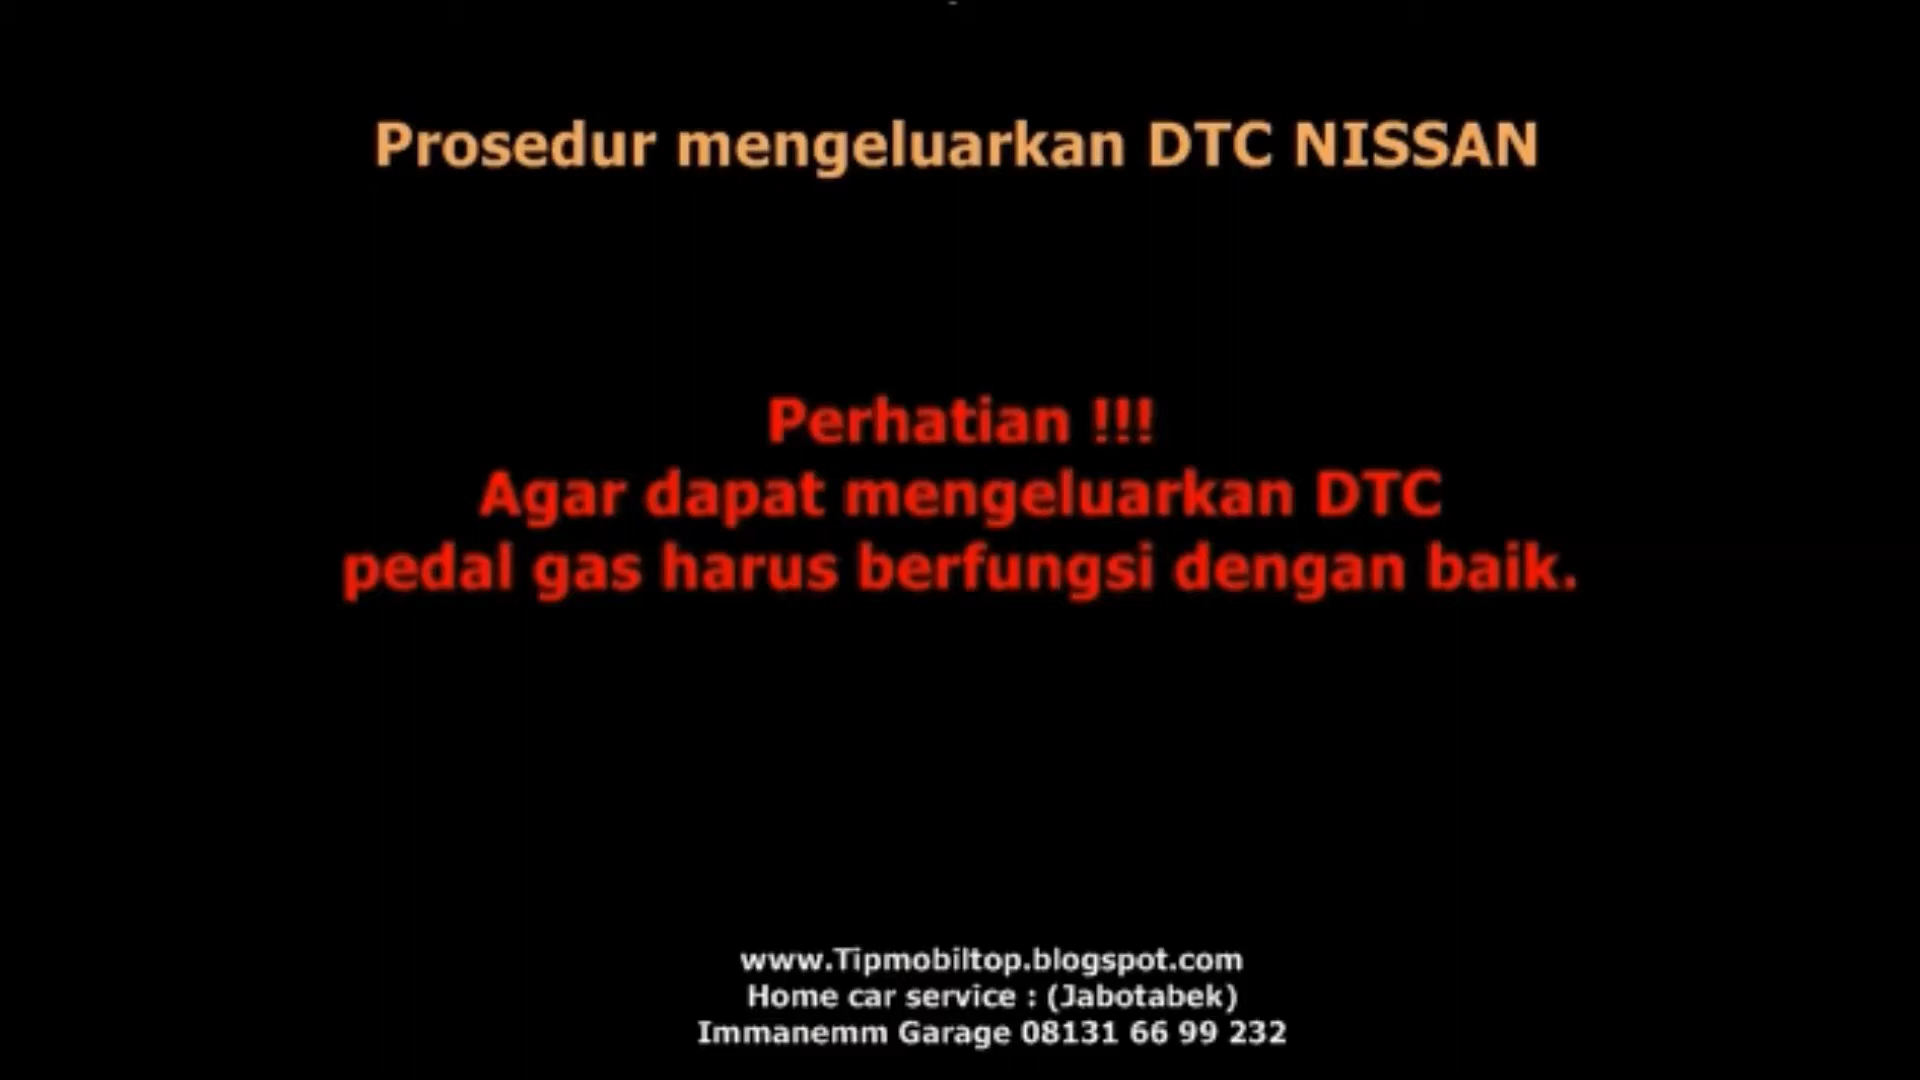 Prosedur mengeluarkan DTC NISSAN
Perhatian !!!
Agar dapat mengeluarkan DTC
pedal gas harus berfungsi dengan baik.
www.Tipmobiltop.blogspot.com
Home car service : (Jabotabek)
Immanemm Garage 08131 66 99 232